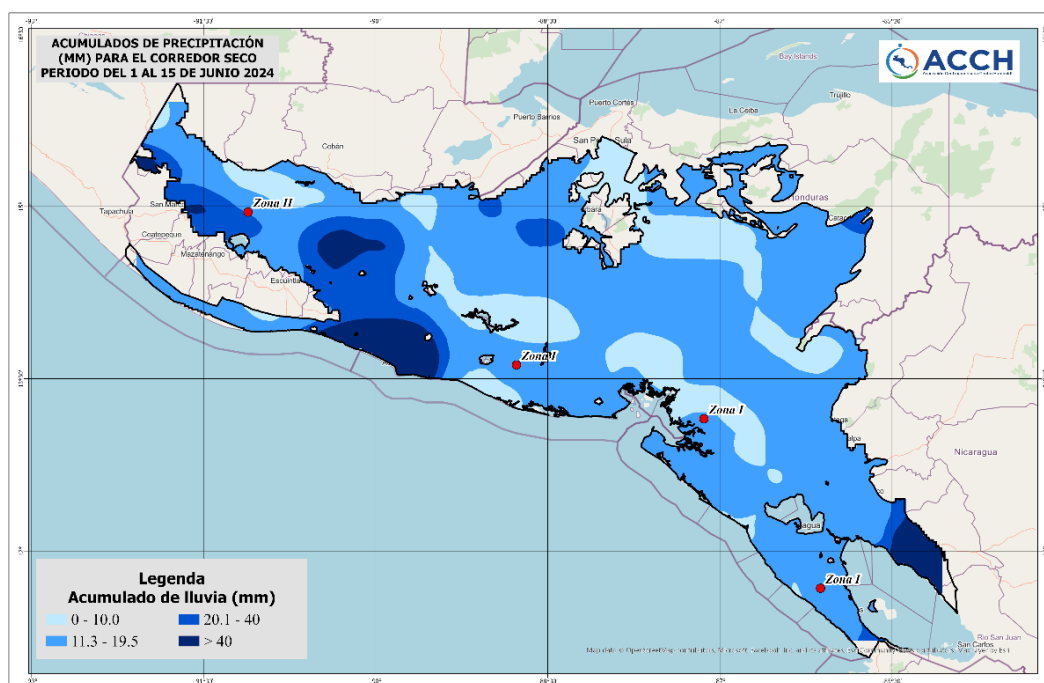 ACUMULADOS DE PRECIPITACIÓN
(MM) PARA EL CORREDOR SECO
PERIODO DEL 1 AL 15 DE JUNIO 2024
ACCH
Bay Islands
Trujillo
La Ceiba
Puerto Cortés
Puerto Barrios
San Pedro Sula
Cobán
Honduras
Zona II
Tapachula
Coatepeque
Mazatenango
Escuintla
Zona I
Zona I
Nicaragua
Zona I
Legenda
Acumulado de lluvia (mm)
0 - 10.0
20.1 - 40
11.3 - 19.5
> 40
Rio San Juan
San Carlos